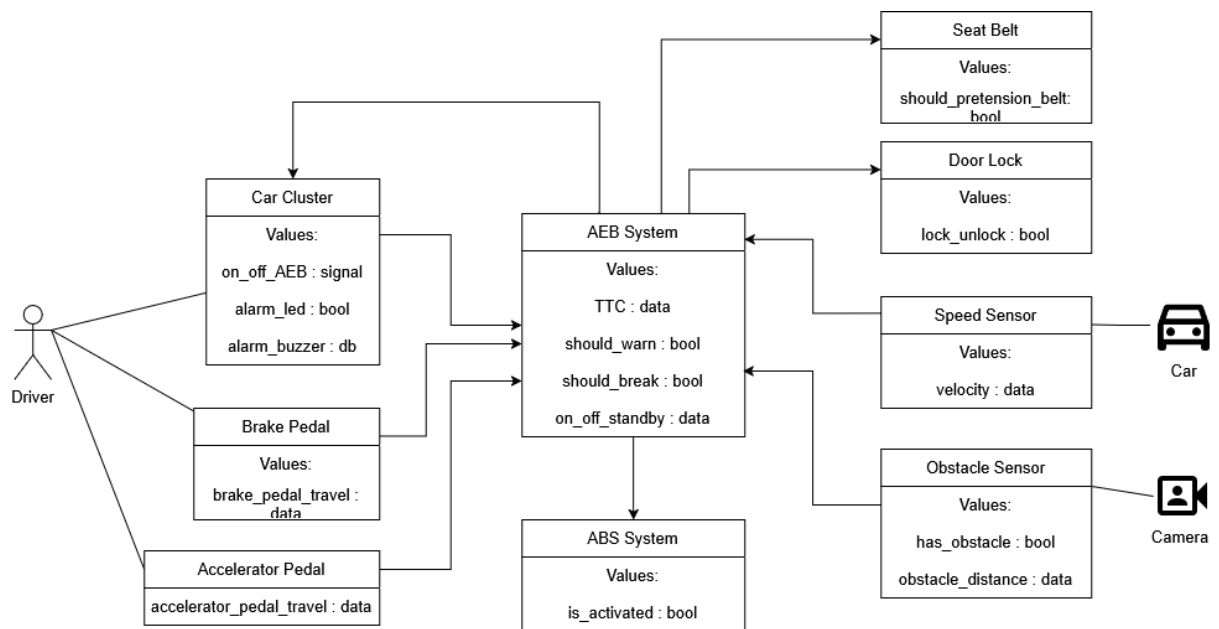 Seat Belt
Values:
should_pretension_belt:
bool
Door Lock
Values:
lock_unlock : bool
Car Cluster
Values:
on_off_AEB : signal
alarm_led : bool
alarm_buzzer : db
AEB System
Values:
TTC : data
should_warn : bool
should_break : bool
on_off_standby : data
Speed Sensor
Values:
velocity : data
Car
Driver
Brake Pedal
Values:
brake_pedal_travel :
data
Obstacle Sensor
Values:
has_obstacle : bool
obstacle_distance : data
Camera
Accelerator Pedal
accelerator_pedal_travel : data
ABS System
Values:
is_activated : bool